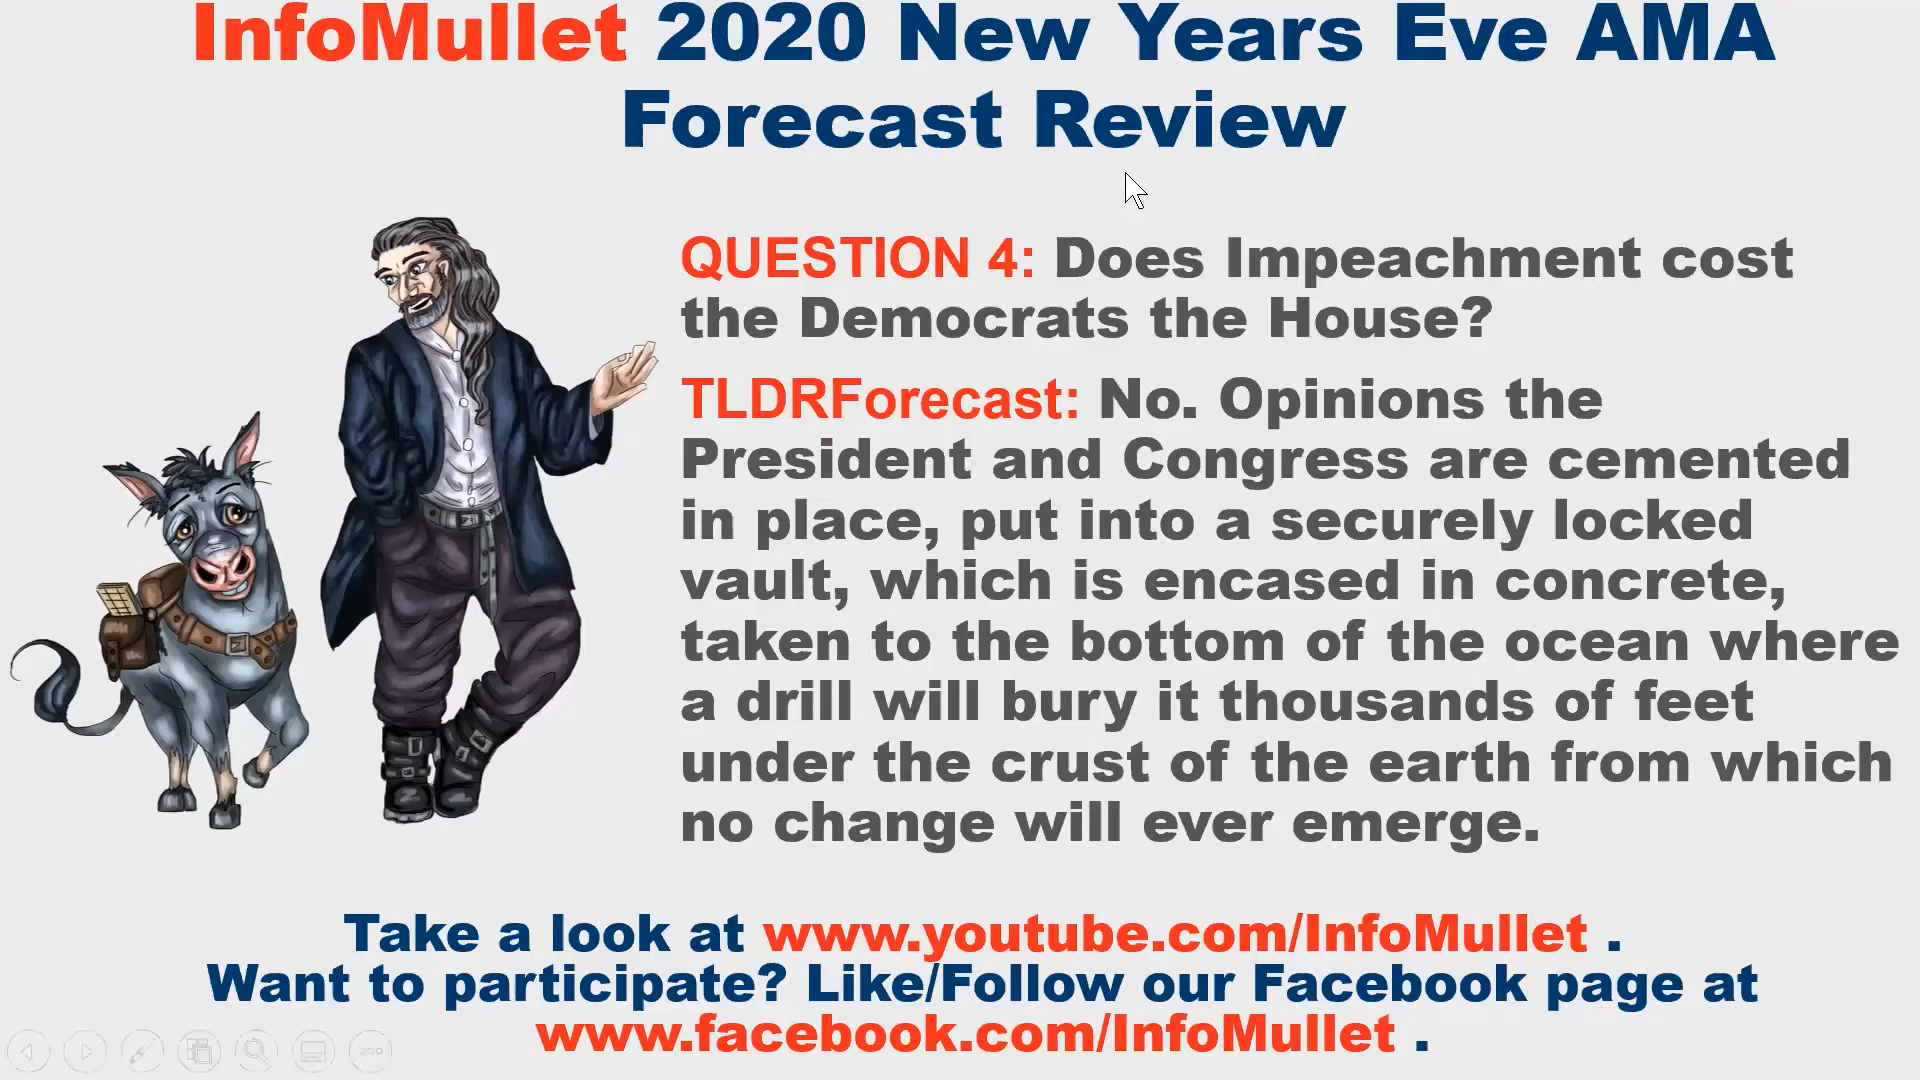 InfoMullet 2020 New Years Eve AMA
Forecast Review
QUESTION 4: Does Impeachment cost
the Democrats the House?
TLDRForecast: No. Opinions the
President and Congress are cemented
in place, put into a securely locked
vault, which is encased in concrete,
taken to the bottom of the ocean where
a drill will bury it thousands of feet
under the crust of the earth from which
no change will ever emerge.
Take a look at www.youtube.com/InfoMullet .
Want to participate? Like/Follow our Facebook page at
www.facebook.com/InfoMullet .